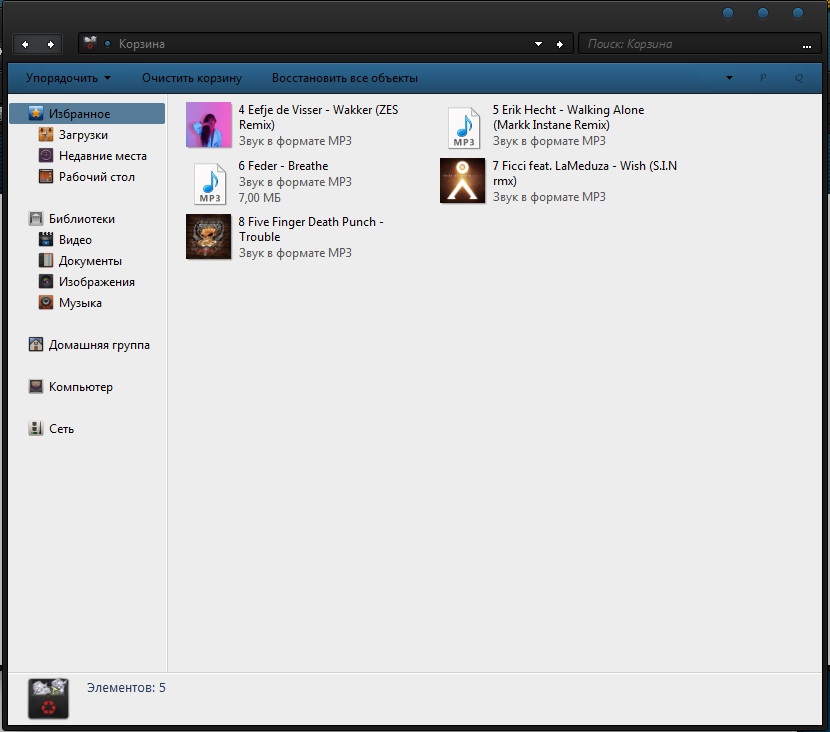 Корзина
Поиск: Корзина
...
Упорядочить
Очистить корзину
Восстановить все объекты
Избранное
Загрузки
Недавние места
Рабочий стол
Библиотеки
Видео
Документы
Изображения
Музыка
Домашняя группа
Компьютер
Сеть
4 Eefje de Visser - Wakker (ZES
Remix)
Звук в формате MP3
5 Erik Hecht - Walking Alone
(Markk Instane Remix)
Звук в формате MP3
MP3
6 Feder - Breathe
Звук в формате MP3
7,00 МБ
MP3
7 Ficci feat. LaMeduza - Wish (S.I.N
rmx)
Звук в формате MP3
8 Five Finger Death Punch -
Trouble
Звук в формате MP3
Элементов: 5